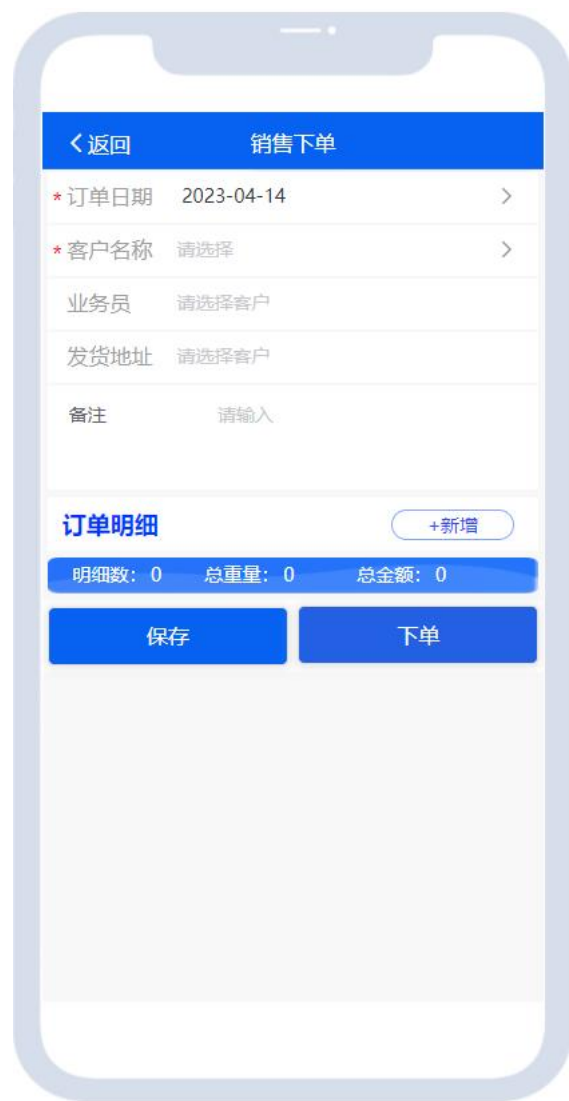 返回 销售下单
*订单日期 2023-04-14
*客户名称 请选择
业务员 请选择客户
发货地址 请选择客户
备注 请输入
订单明细 +新增
明细数：0 总重量：0 总金额：0
保存 下单